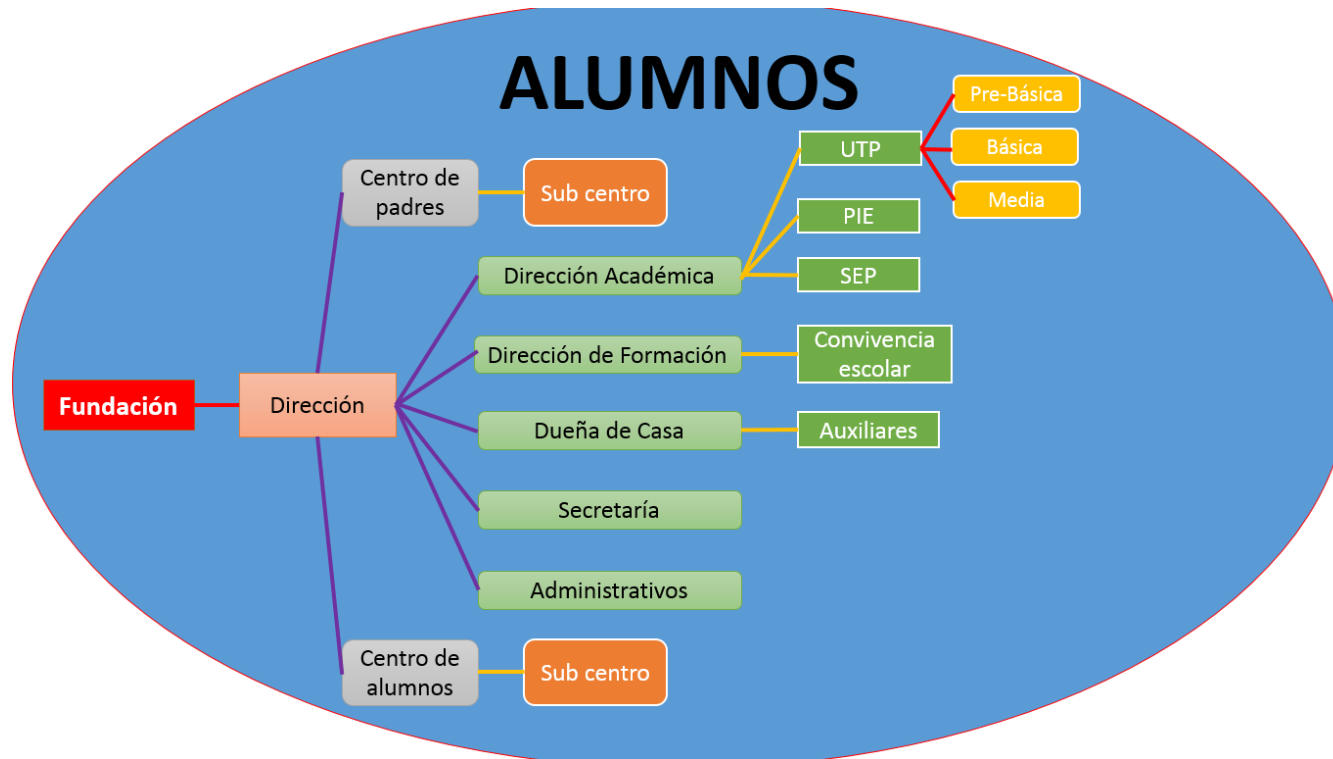 ALUMNOS
Pre-Básica
UTP
Básica
Centro de
padres
Sub centro
Media
PIE
Dirección Académica
SEP
Dirección de Formación
Convivencia
escolar
Fundación
Dirección
Dueña de Casa
Auxiliares
Secretaría
Administrativos
Centro de
alumnos
Sub centro